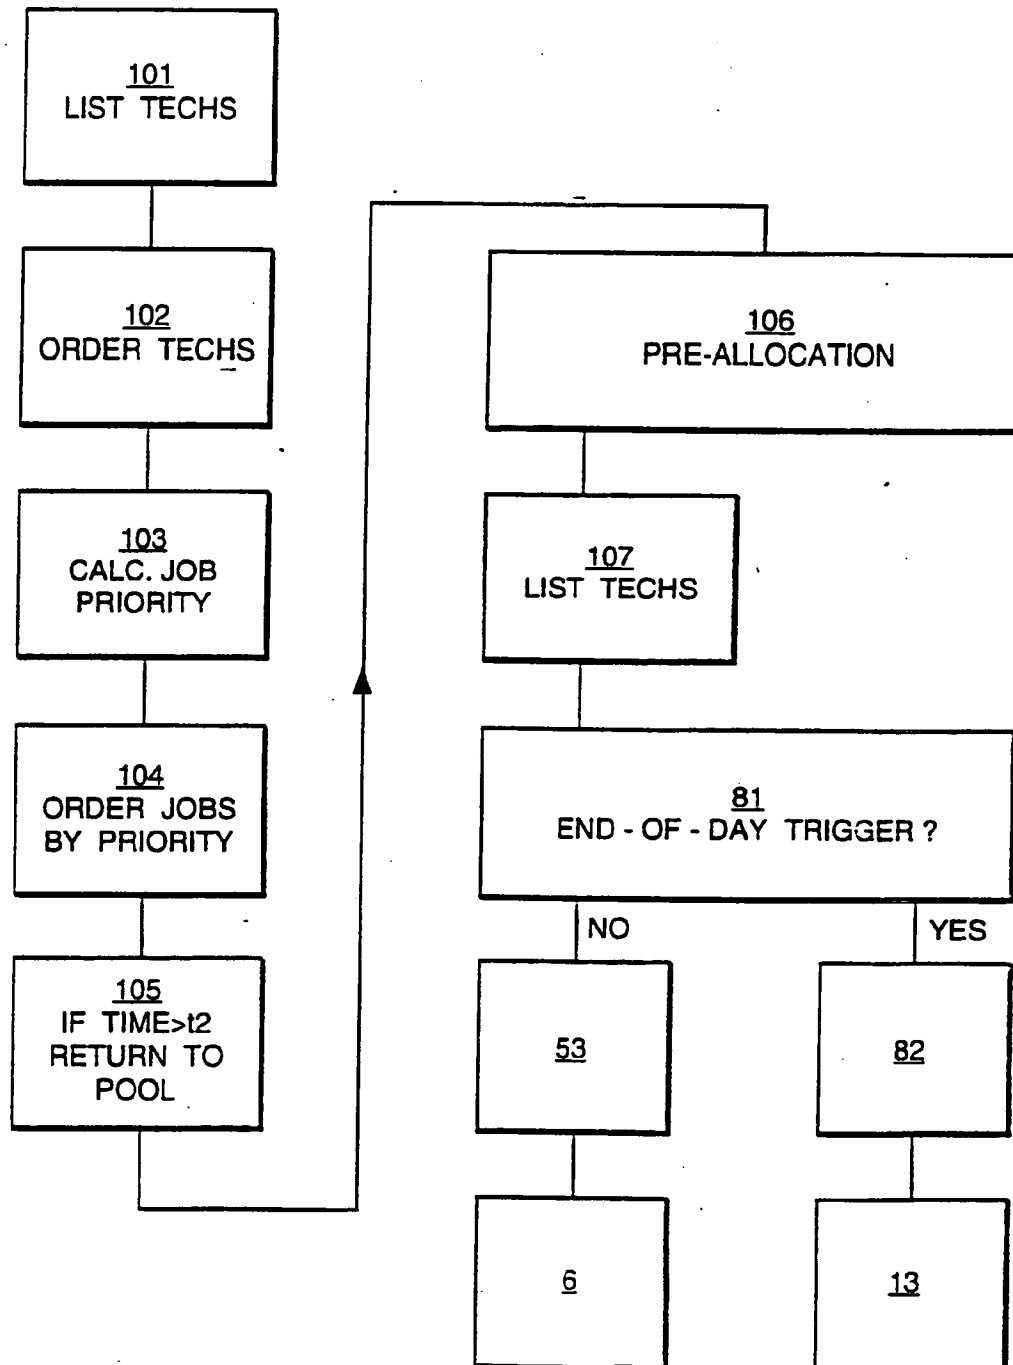 101
LIST TECHS
102
ORDER TECHS
103
CALC. JOB
PRIORITY
104
ORDER JOBS
BY PRIORITY
105
IF TIME>t2
RETURN TO
POOL
106
PRE-ALLOCATION
107
LIST TECHS
81
END - OF - DAY TRIGGER ?
NO
YES
53
82
6
13